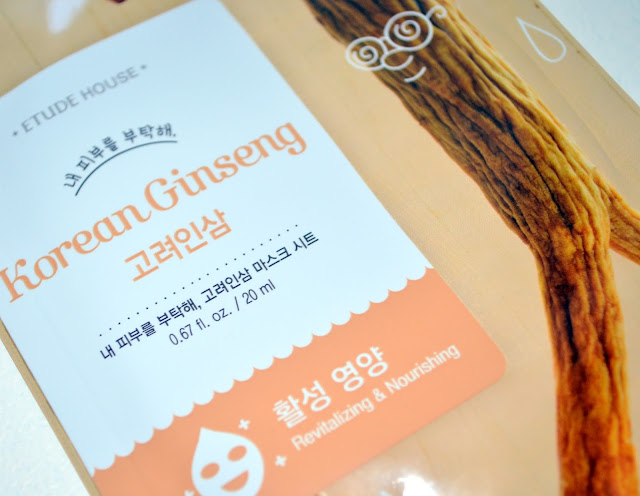 * ETUDE HOUSE *
내 피부를 부탁해.
Korean Ginseng
고려인삼
내 피부를 부탁해, 고려인삼 마스크 시트
0.67 fl. oz. / 20 ml
활성 영양
Revitalizing & Nourishing